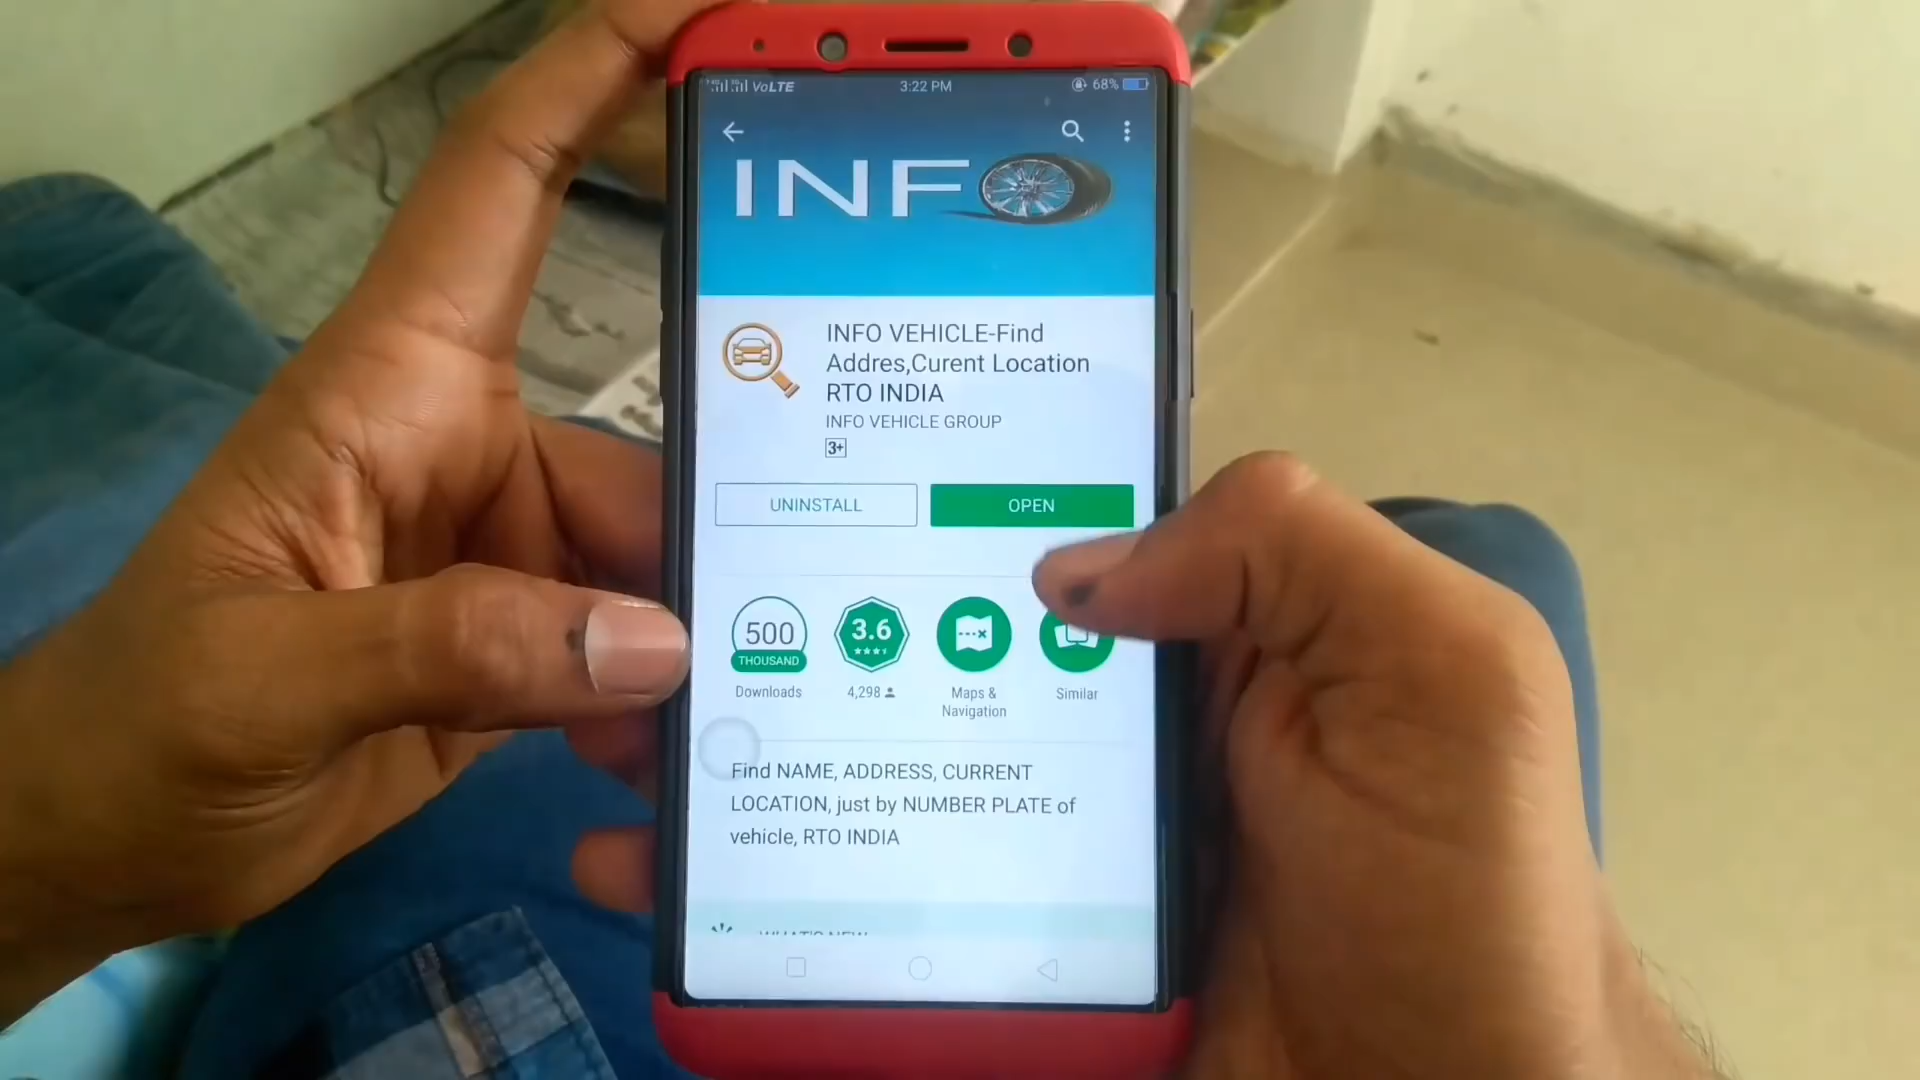 VoLTE 3:22 PM 68%
INFO
INFO VEHICLE-Find
Addres,Curent Location
RTO INDIA
INFO VEHICLE GROUP
3+
UNINSTALL OPEN
500 3.6
THOUSAND
Downloads 4,298 Maps & Similar
Navigation
Find NAME, ADDRESS, CURRENT
LOCATION, just by NUMBER PLATE of
vehicle, RTO INDIA
WHAT'S NEW